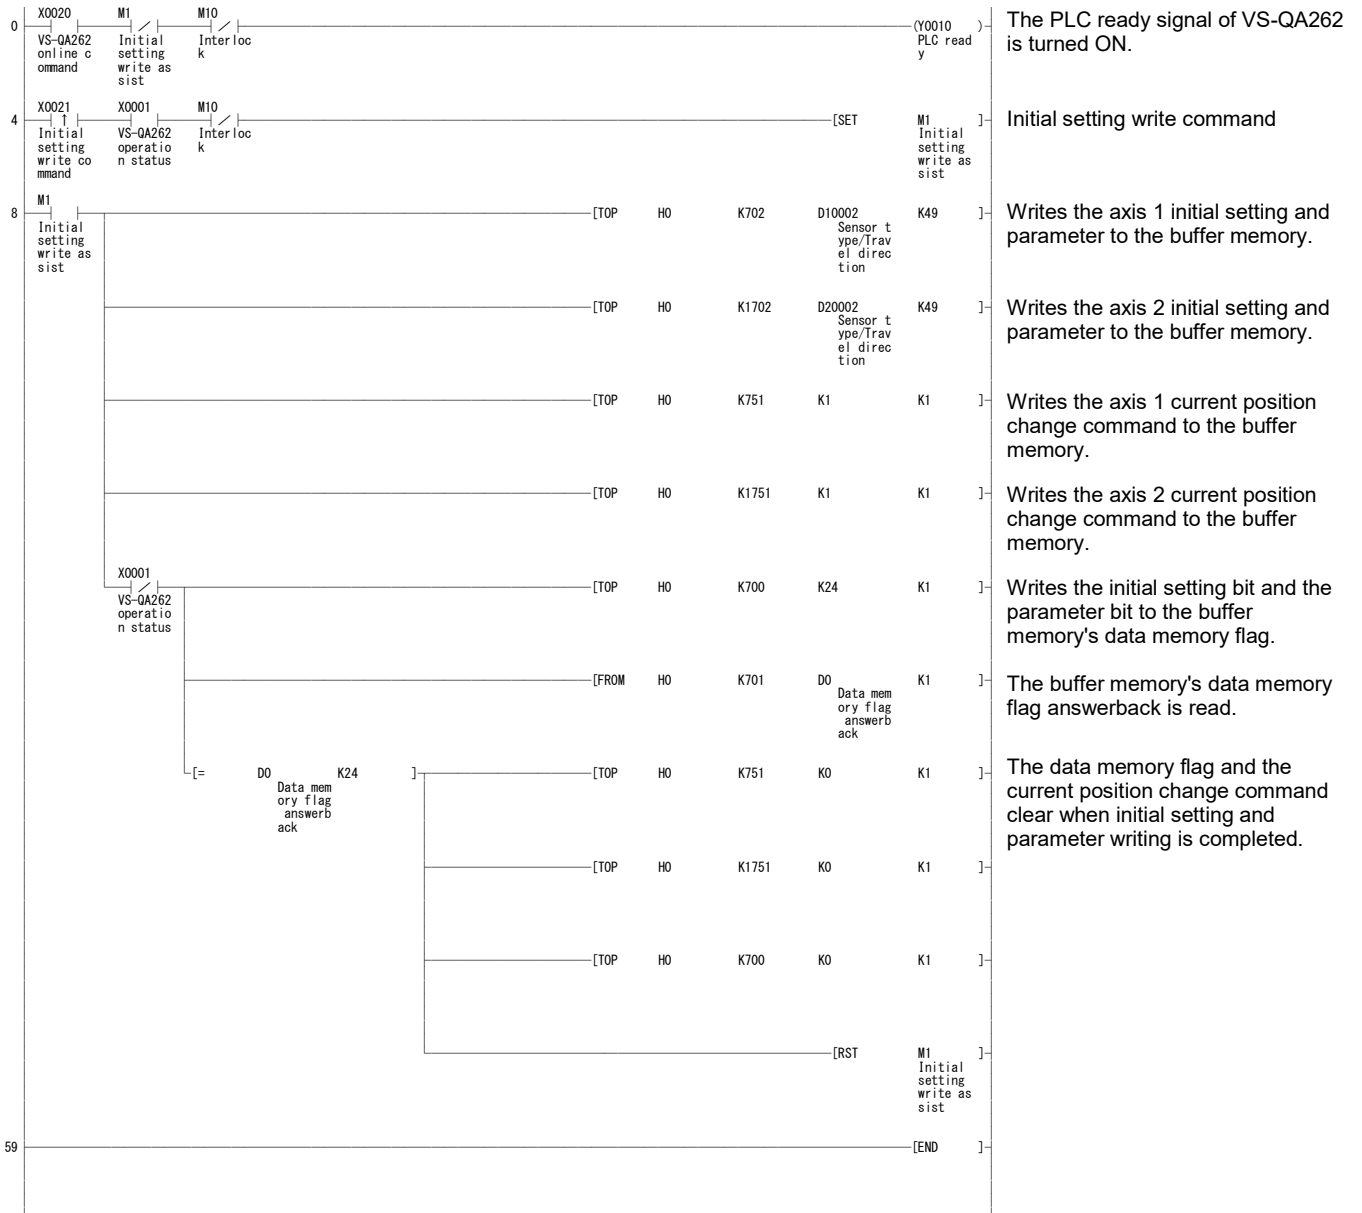 X0020 M1 M10
0 (Y0010 )
VS-QA262 Initial Interloc PLC read
online c setting k y
ommand write as
sist
The PLC ready signal of VS-QA262
is turned ON.
X0021 X0001 M10
4 ↑ [SET M1 ]
Initial VS-QA262 Interloc Initial
setting operatio k setting
write co n status write as
mmand sist
Initial setting write command
M1
8 [TOP H0 K702 D10002 K49 ]
Initial Sensor t
setting ype/Trav
write as el direc
sist tion
Writes the axis 1 initial setting and
parameter to the buffer memory.
[TOP H0 K1702 D20002 K49 ]
Sensor t
ype/Trav
el direc
tion
Writes the axis 2 initial setting and
parameter to the buffer memory.
[TOP H0 K751 K1 K1 ]
Writes the axis 1 current position
change command to the buffer
memory.
[TOP H0 K1751 K1 K1 ]
Writes the axis 2 current position
change command to the buffer
memory.
X0001
[TOP H0 K700 K24 K1 ]
VS-QA262
operatio
n status
Writes the initial setting bit and the
parameter bit to the buffer
memory's data memory flag.
[FROM H0 K701 D0 K1 ]
Data mem
ory flag
answerb
ack
The buffer memory's data memory
flag answerback is read.
[= D0 K24 ] [TOP H0 K751 K0 K1 ]
Data mem
ory flag
answerb
ack
The data memory flag and the
current position change command
clear when initial setting and
parameter writing is completed.
[TOP H0 K1751 K0 K1 ]
[TOP H0 K700 K0 K1 ]
[RST M1 ]
Initial
setting
write as
sist
59 [END ]